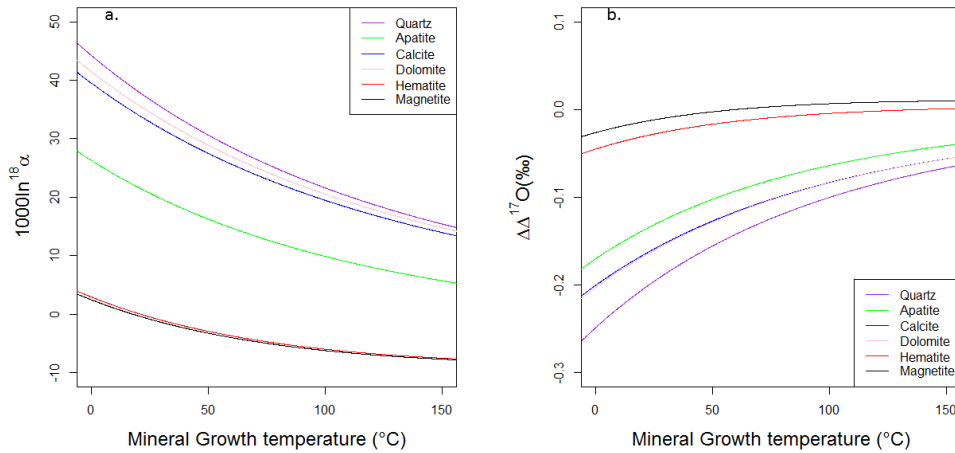 a.
50
40
30
20
10
0
-10
1000ln¹⁸α
Quartz
Apatite
Calcite
Dolomite
Hematite
Magnetite
0
50
100
150
Mineral Growth temperature (°C)
b.
0.1
0.0
-0.1
-0.2
-0.3
ΔΔ¹⁷O(‰)
Quartz
Apatite
Calcite
Dolomite
Hematite
Magnetite
0
50
100
150
Mineral Growth temperature (°C)